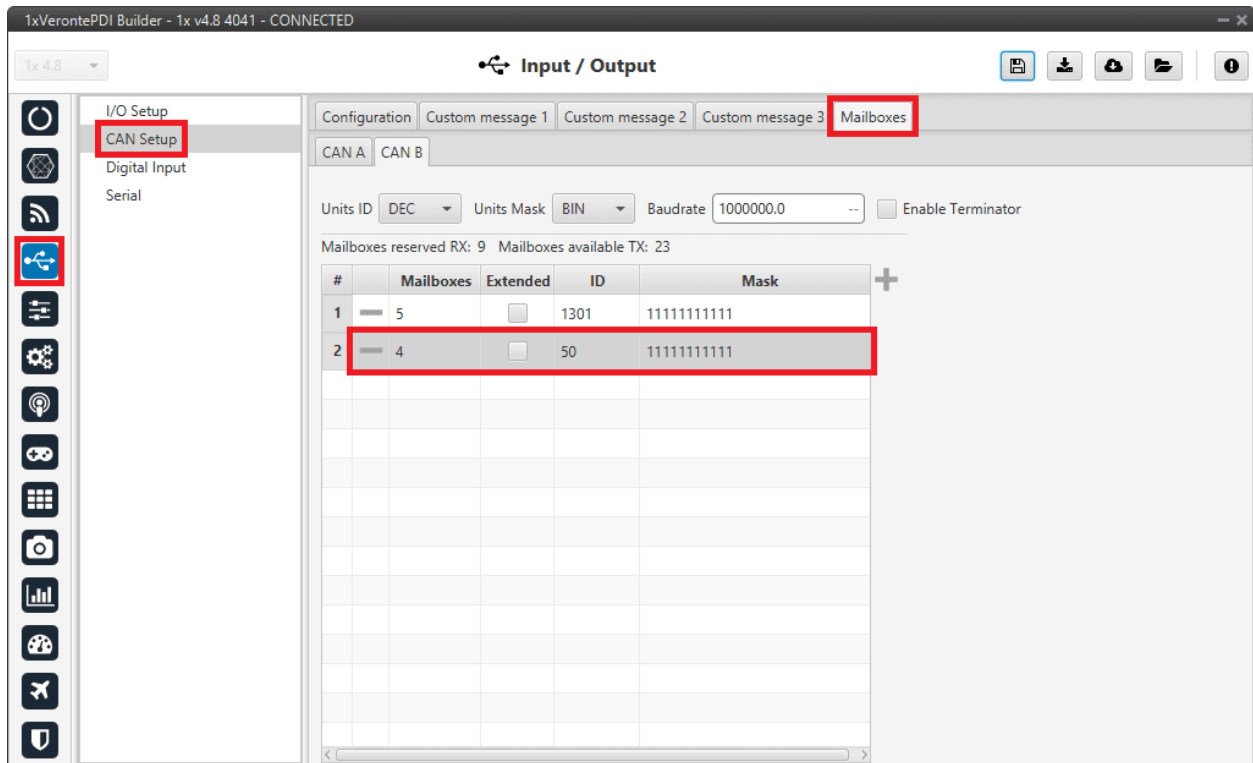 1xVerontePDI Builder - 1x v4.8 4041 - CONNECTED
1x 4.8
Input / Output
I/O Setup
CAN Setup
Digital Input
Serial
Configuration Custom message 1 Custom message 2 Custom message 3 Mailboxes
CAN A CAN B
Units ID DEC Units Mask BIN Baudrate 1000000.0 -- Enable Terminator
Mailboxes reserved RX: 9 Mailboxes available TX: 23
# Mailboxes Extended ID Mask
1 5 1301 11111111111
2 4 50 11111111111